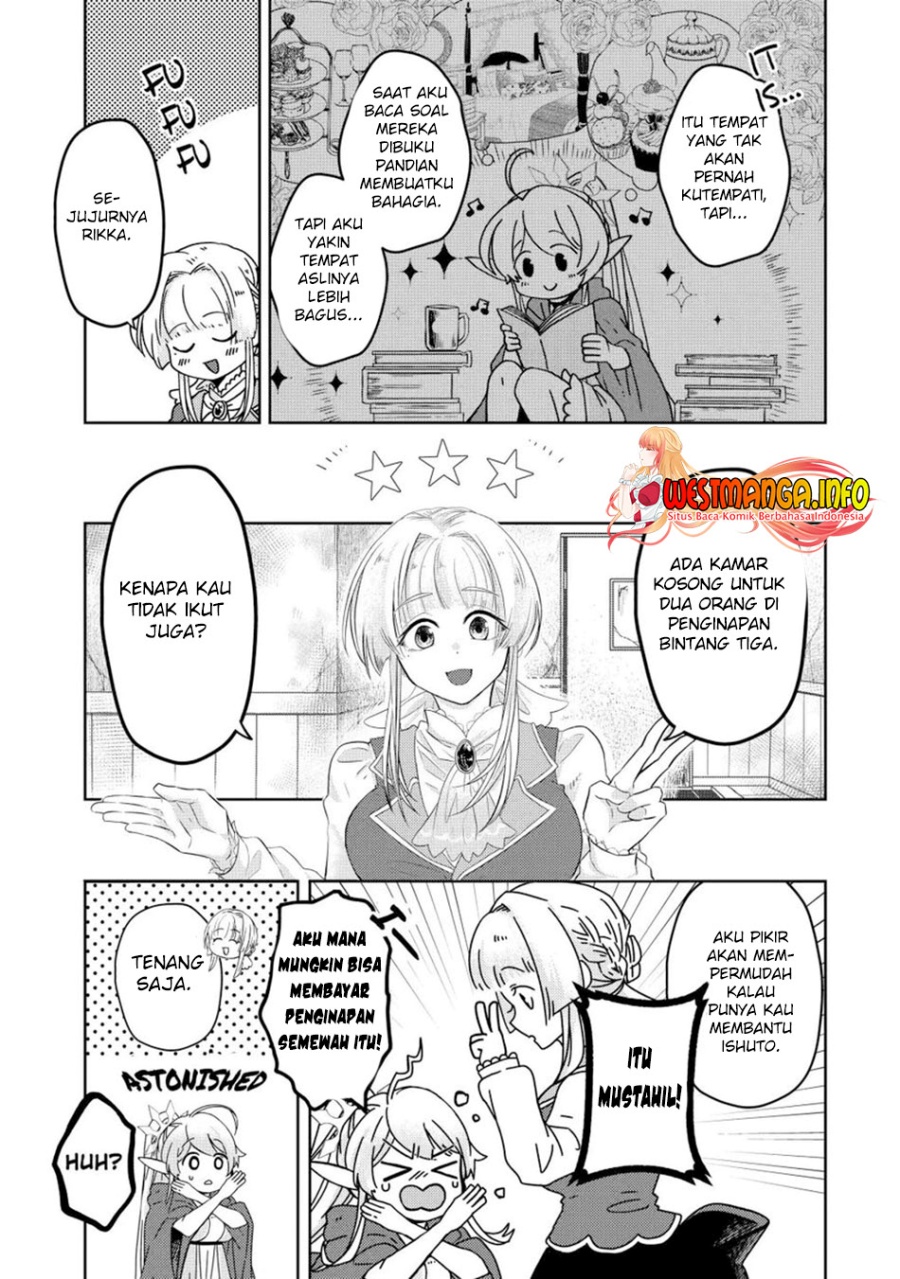 IT
IS...
ITU TEMPAT
YANG TAK
AKAN
PERNAH
KUTEMPATI,
TAPI...
SAAT AKU
BACA SOAL
MEREKA
DIBUKU
PANDIAN
MEMBUATKU
BAHAGIA.
TAPI AKU
YAKIN
TEMPAT
ASLINYA
LEBIH
BAGUS...
FU
FU
FU
SE-
JUJURNYA
RIKKA.
WESTMANGA.INFO
Situs Baca Komik Berbahasa Indonesia
ADA KAMAR
KOSONG UNTUK
DUA ORANG DI
PENGINAPAN
BINTANG TIGA.
KENAPA KAU
TIDAK IKUT
JUGA?
AKU PIKIR
AKAN MEM-
PERMUDAH
KALAU
PUNYA KAU
MEMBANTU
ISHUTO.
ITU
MUSTAHIL!
I
AKU MANA
MUNGKIN BISA
MEMBAYAR
PENGINAPAN
SEMEWAH ITU!
TENANG
SAJA.
ASTONISHED
HUH?